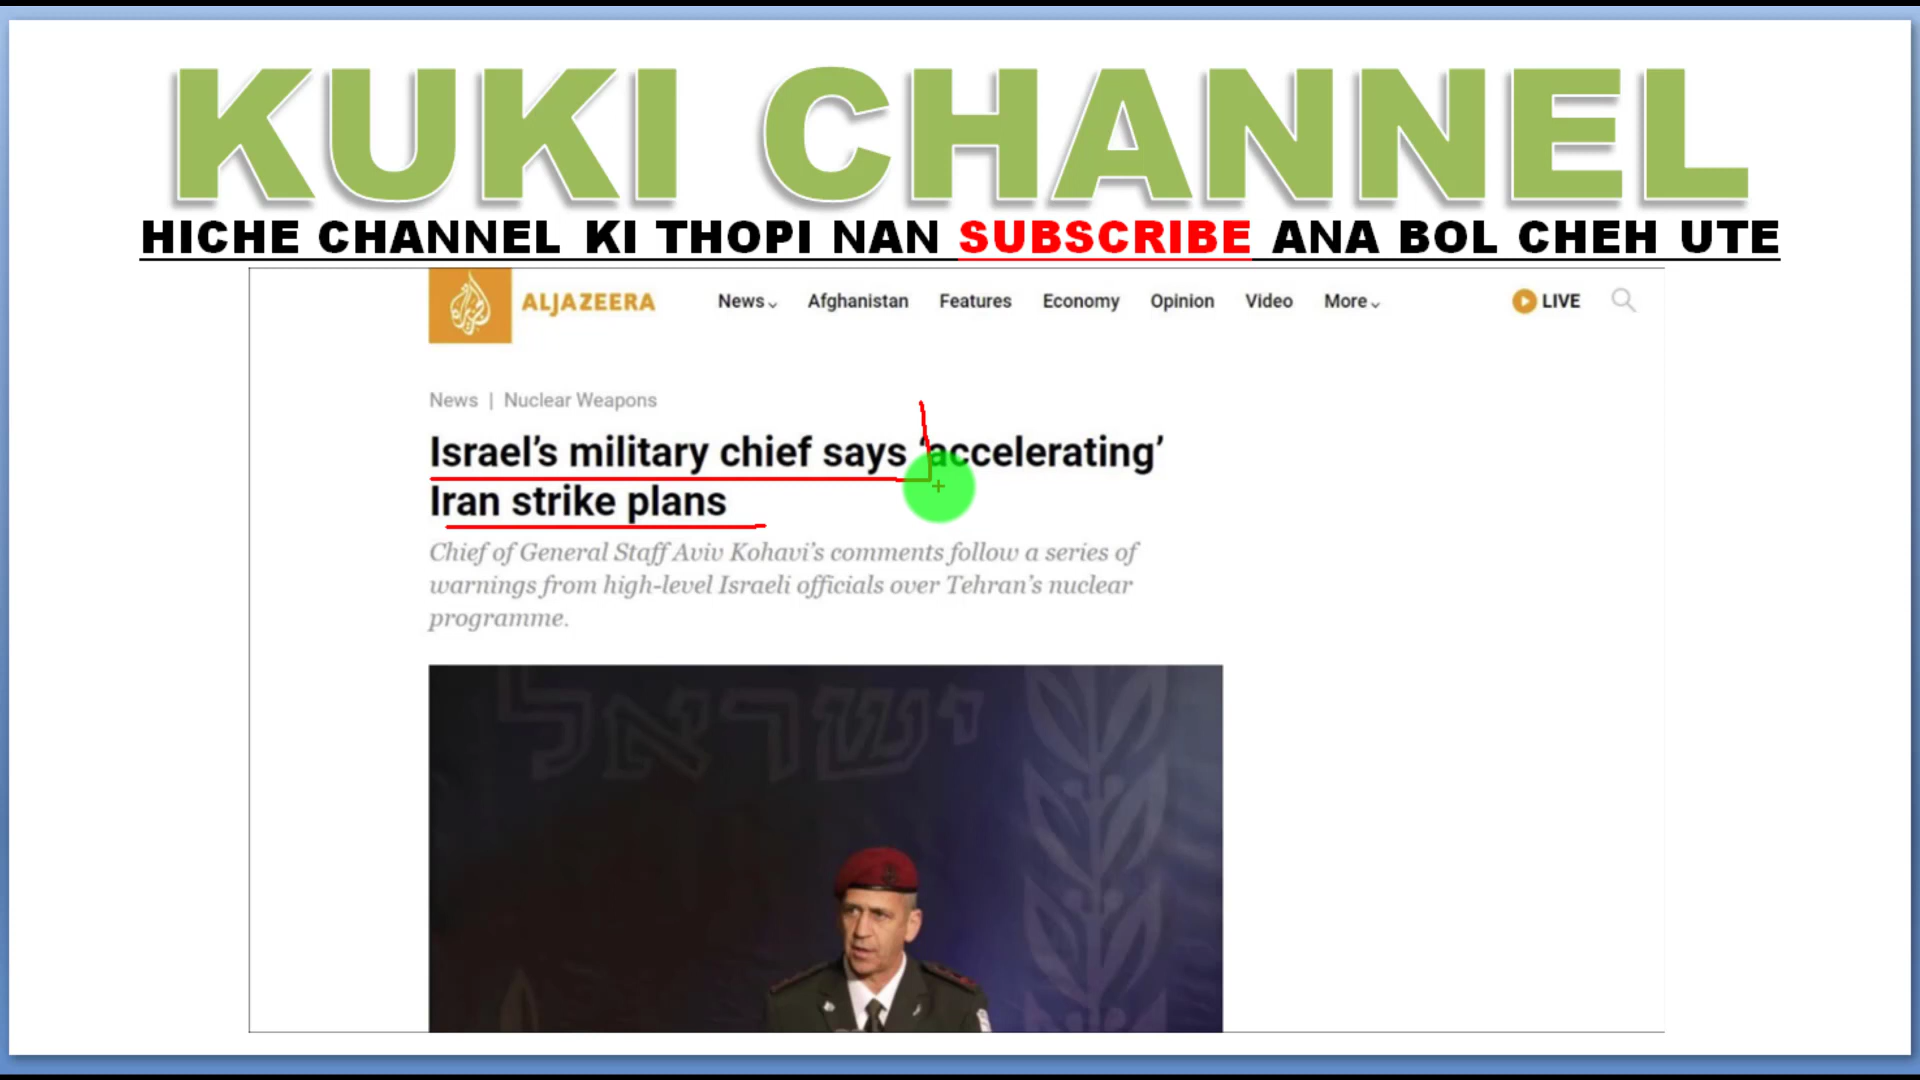 KUKI CHANNEL
HICHE CHANNEL KI THOPI NAN SUBSCRIBE ANA BOL CHEH UTE
ALJAZEERA News Afghanistan Features Economy Opinion Video More LIVE
News | Nuclear Weapons
Israel’s military chief says ‘accelerating’
Iran strike plans
Chief of General Staff Aviv Kohavi’s comments follow a series of
warnings from high-level Israeli officials over Tehran’s nuclear
programme.
ישראל